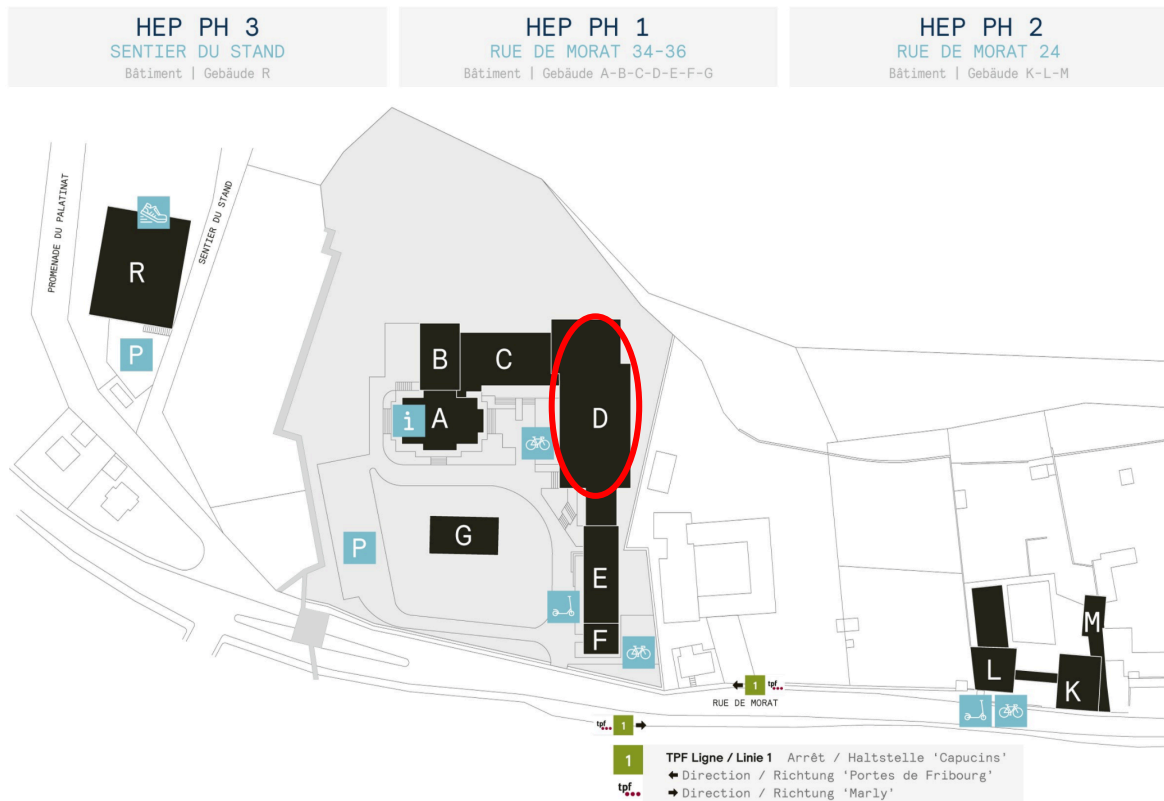 HEP PH 3
SENTIER DU STAND
Bâtiment | Gebäude R
HEP PH 1
RUE DE MORAT 34-36
Bâtiment | Gebäude A-B-C-D-E-F-G
HEP PH 2
RUE DE MORAT 24
Bâtiment | Gebäude K-L-M
PROMENADE DU PALATINAT
SENTIER DU STAND
R
P
B
C
i
A
D
G
P
E
F
M
L
K
1 tpf
RUE DE MORAT
tpf 1
1
TPF Ligne / Linie 1 Arrêt / Haltstelle 'Capucins'
← Direction / Richtung 'Portes de Fribourg'
tpf
→ Direction / Richtung 'Marly'